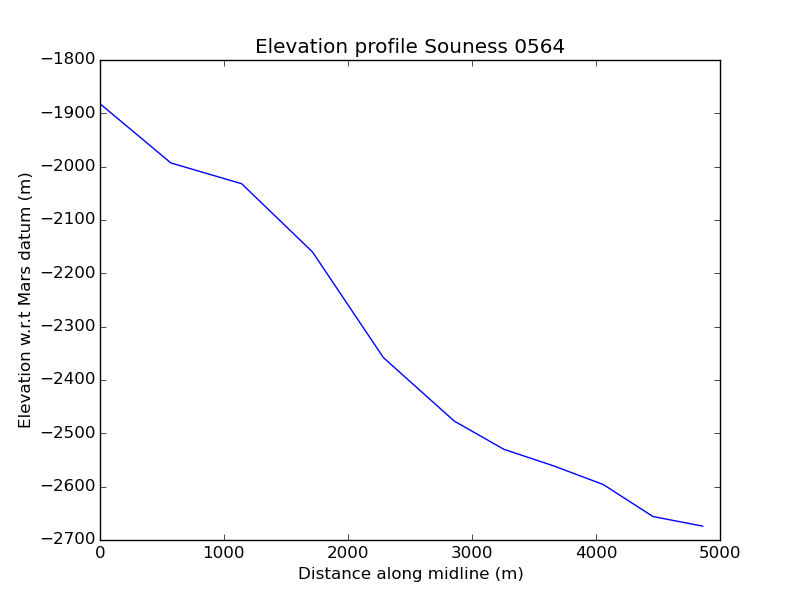 Elevation profile Souness 0564
−1800
−1900
−2000
−2100
−2200
−2300
−2400
−2500
−2600
−2700
Elevation w.r.t Mars datum (m)
0 1000 2000 3000 4000 5000
Distance along midline (m)